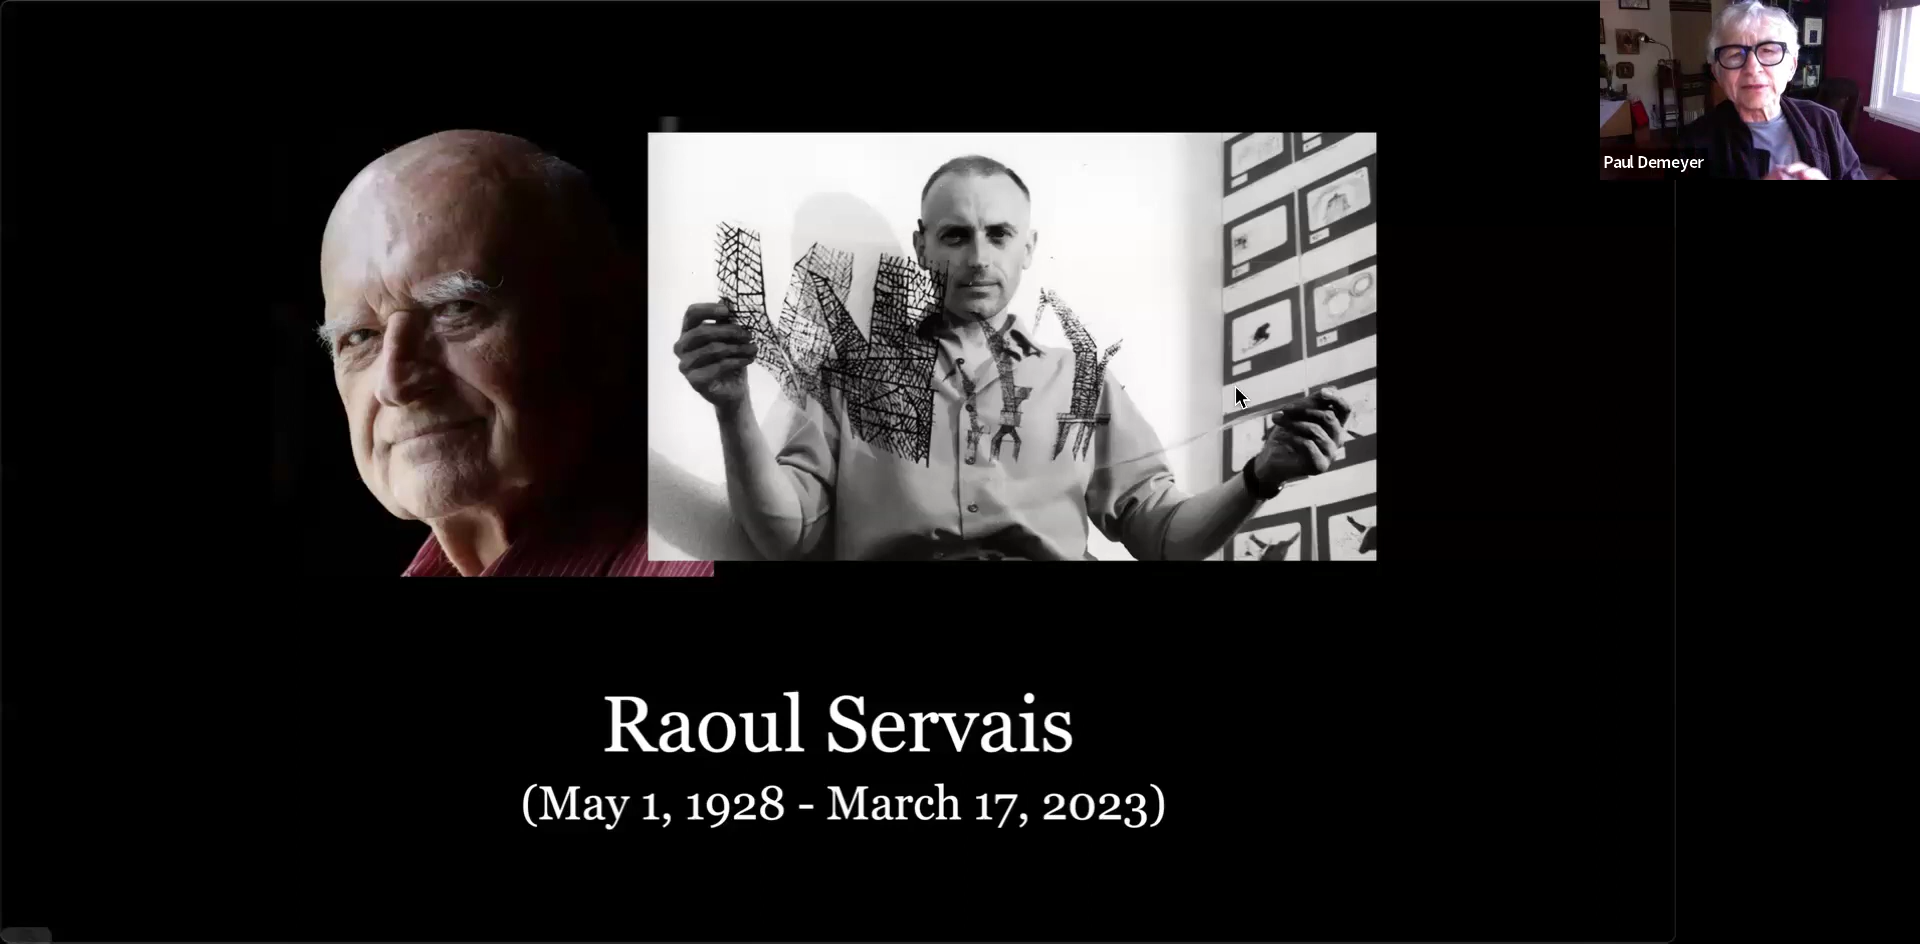 Paul Demeyer
Raoul Servais
(May 1, 1928 - March 17, 2023)